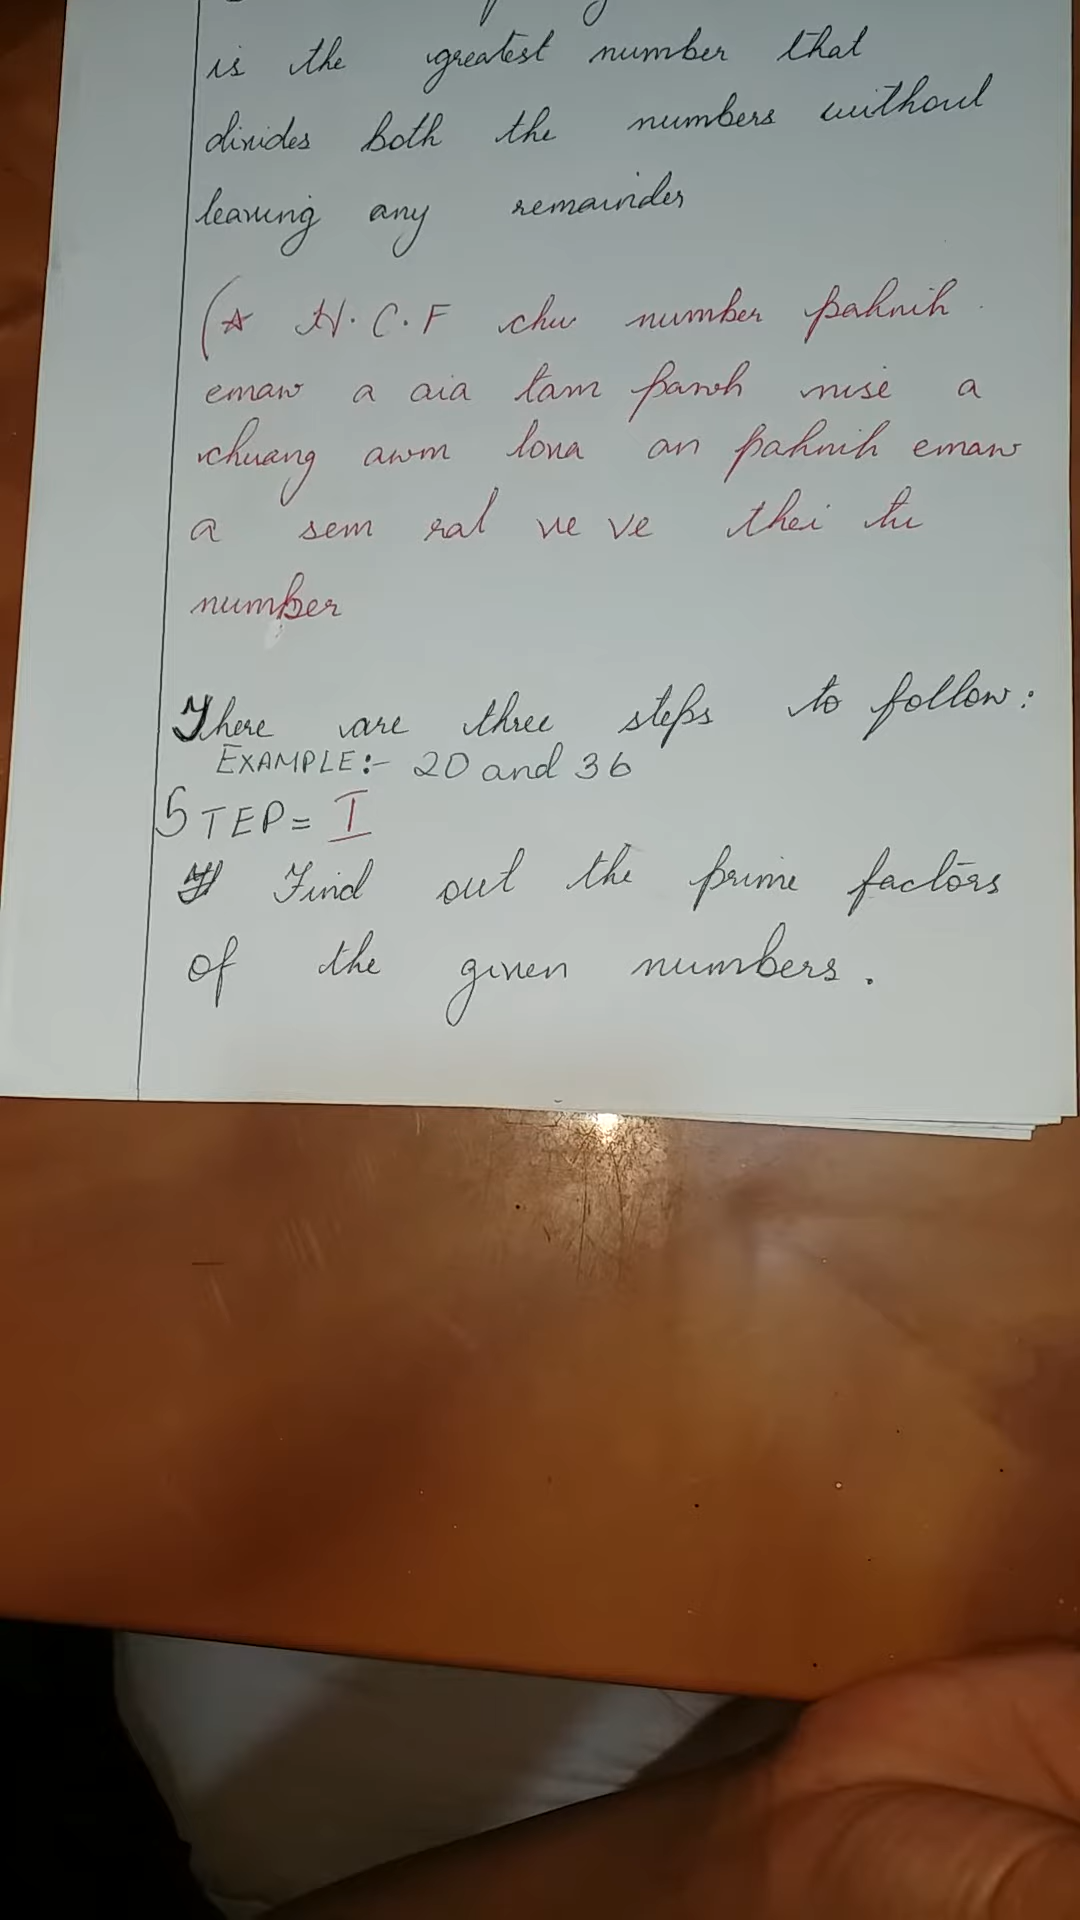 is the greatest number that
divides both the numbers without
leaving any remainder
(☆ H.C.F chu number pahnih
emaw a aia tam pawh nise a
chuang awm lova an pahnih emaw
a sem ral ve ve thei tu
number
There are three steps to follow:
EXAMPLE:- 20 and 36
STEP= I
Find out the prime factors
of the given numbers.